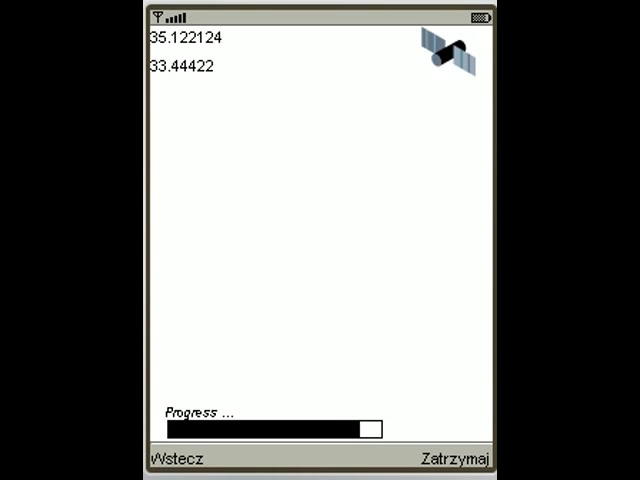 35.122124
33.44422
Progress ...
Wstecz
Zatrzymaj